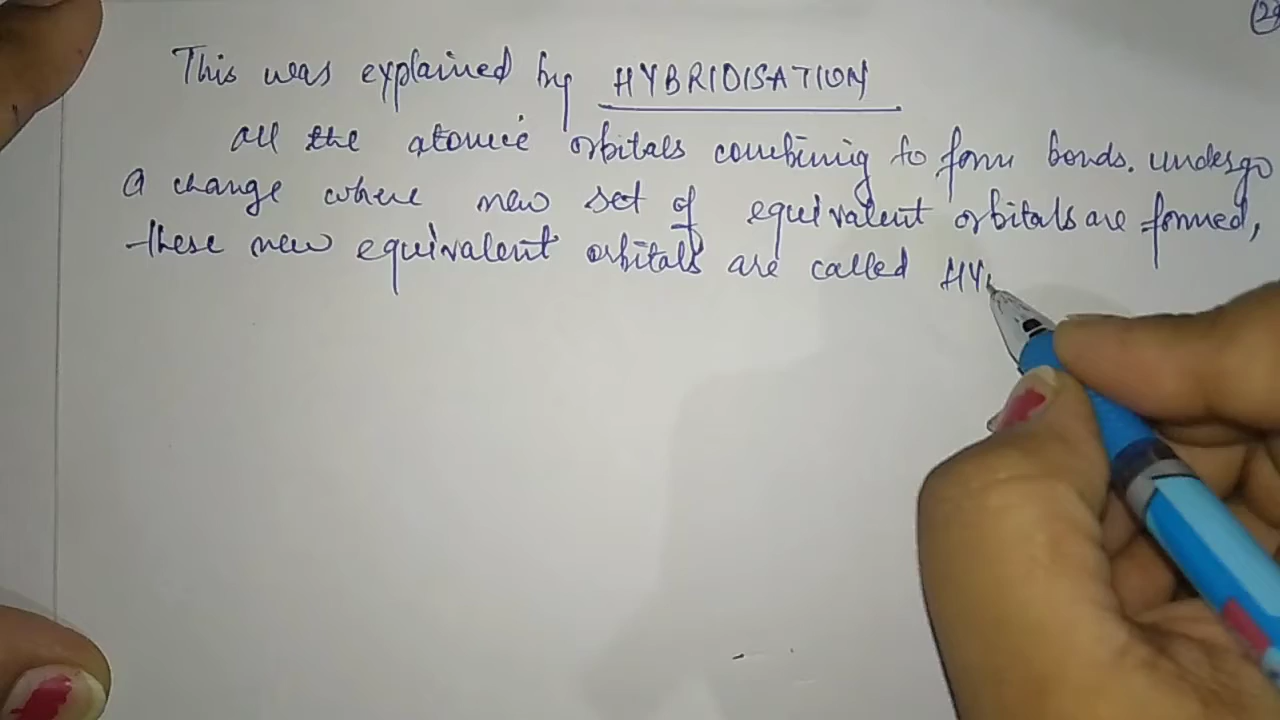 This was explained by HYBRIDISATION
all the atomic orbitals combining to form bonds. undergo
a change where new set of equivalent orbitals are formed,
these new equivalent orbitals are called HY